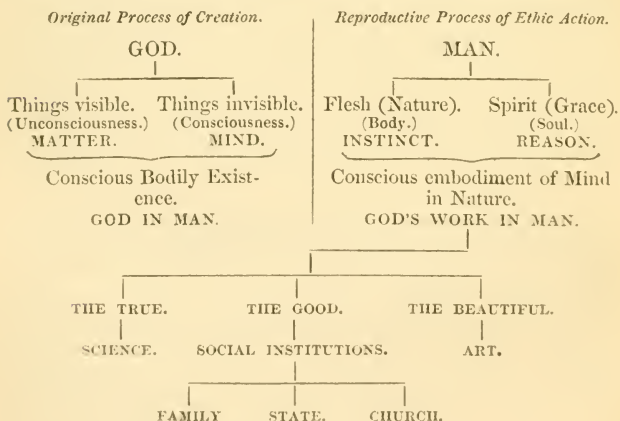 Original Process of Creation.
GOD.
Things visible. Things invisible.
(Unconsciousness.) (Consciousness.)
MATTER. MIND.
Conscious Bodily Exist-
ence.
GOD IN MAN.
Reproductive Process of Ethic Action.
MAN.
Flesh (Nature). Spirit (Grace).
(Body.) (Soul.)
INSTINCT. REASON.
Conscious embodiment of Mind
in Nature.
GOD'S WORK IN MAN.
THE TRUE. THE GOOD. THE BEAUTIFUL.
SCIENCE. SOCIAL INSTITUTIONS. ART.
FAMILY STATE. CHURCH.